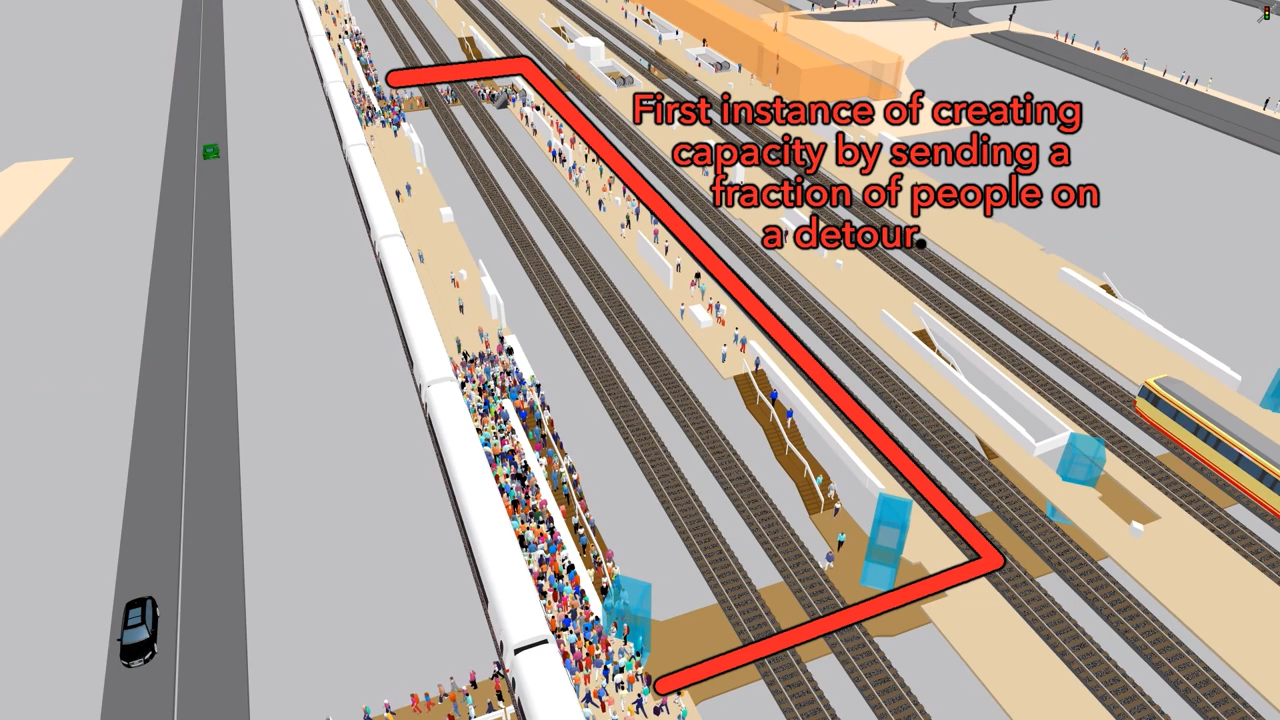 First instance of creating
capacity by sending a
fraction of people on
a detour.